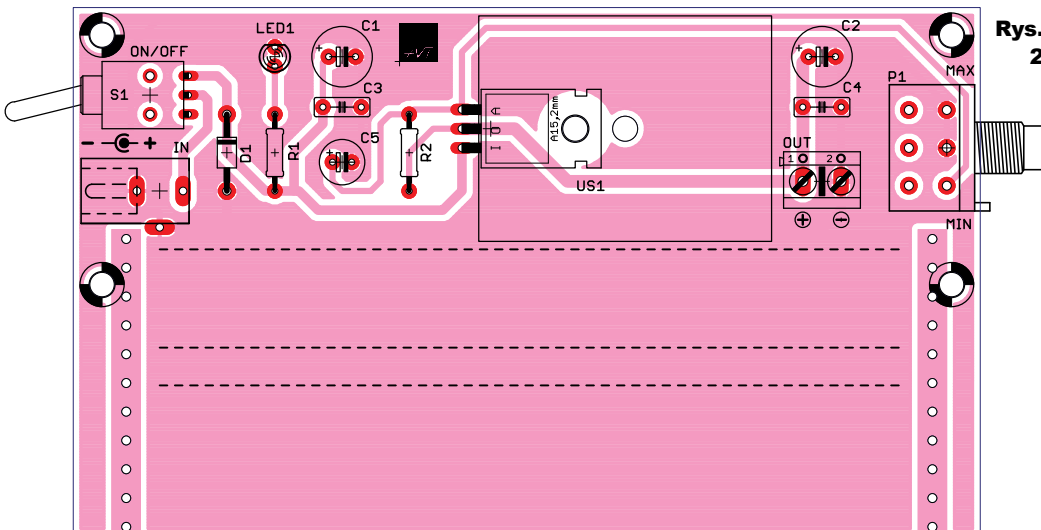 Rys.
2
ON/OFF
LED1
C1
C2
MAX
P1
S1
C3
C4
A15,2mm
A
O
I
- +
IN
D1
R1
C5
R2
US1
OUT
1 2
+ -
MIN